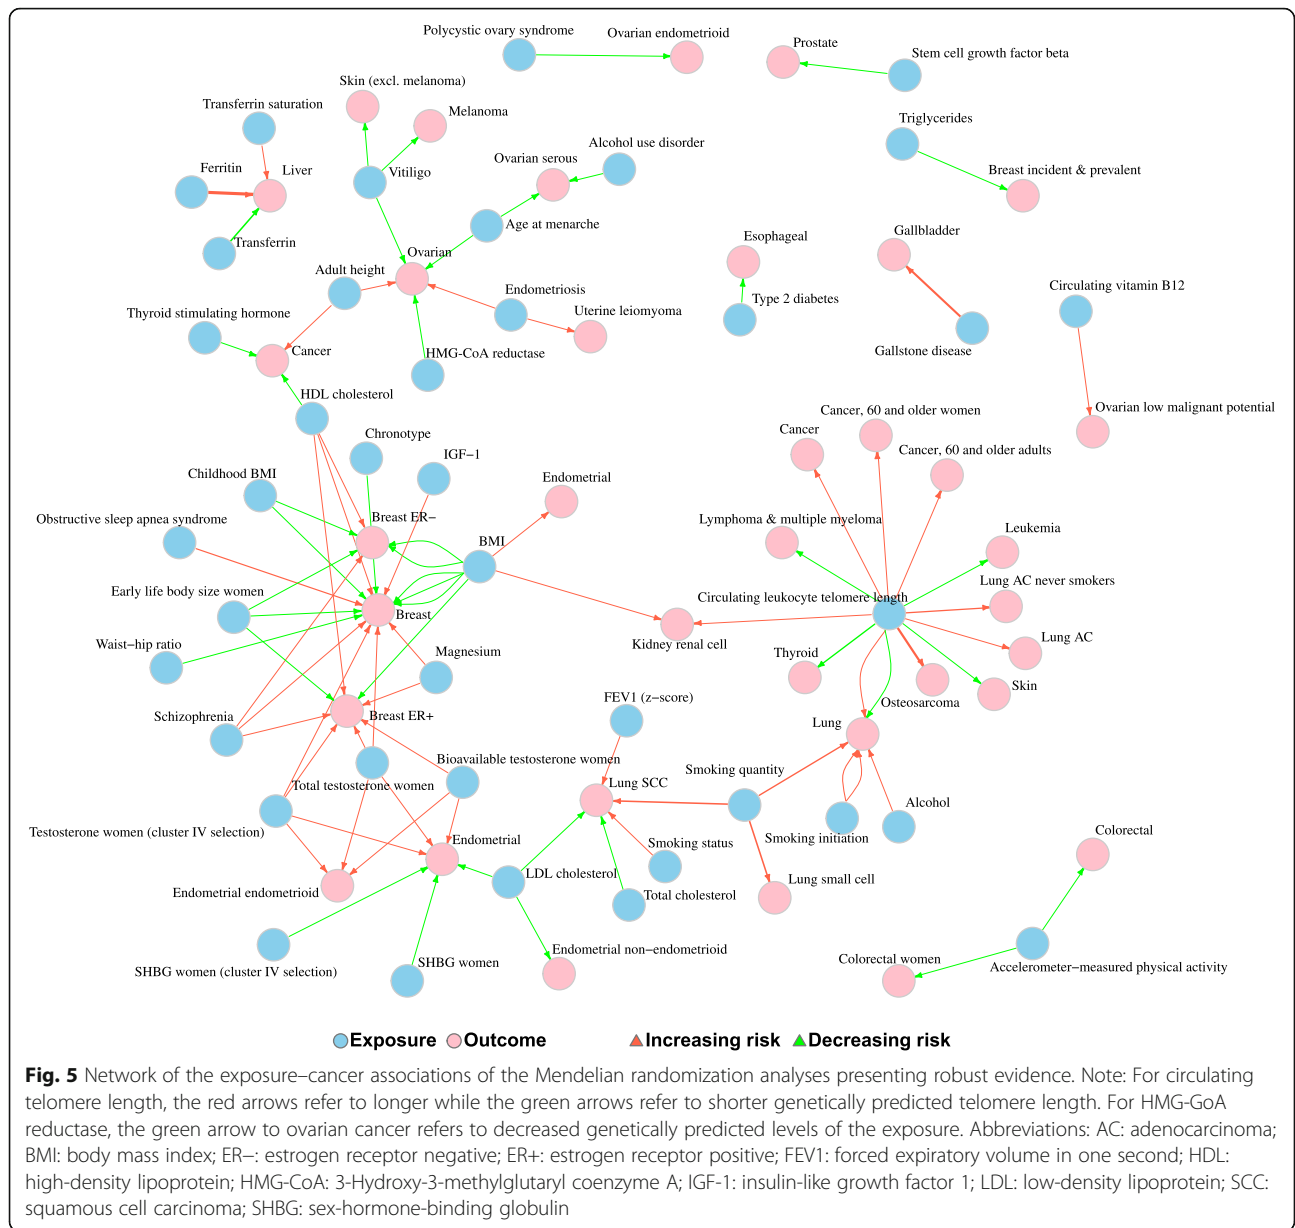 Polycystic ovary syndrome
Ovarian endometrioid
Prostate
Stem cell growth factor beta
Skin (excl. melanoma)
Transferrin saturation
Melanoma
Triglycerides
Alcohol use disorder
Ovarian serous
Ferritin
Liver
Vitiligo
Breast incident & prevalent
Age at menarche
Transferrin
Ovarian
Esophageal
Gallbladder
Adult height
Endometriosis
Type 2 diabetes
Circulating vitamin B12
Thyroid stimulating hormone
Uterine leiomyoma
Cancer
HMG-CoA reductase
Gallstone disease
HDL cholesterol
Ovarian low malignant potential
Cancer, 60 and older women
Chronotype
Cancer
Cancer, 60 and older adults
IGF−1
Childhood BMI
Endometrial
Obstructive sleep apnea syndrome
Breast ER−
Lymphoma & multiple myeloma
Leukemia
BMI
Lung AC never smokers
Early life body size women
Circulating leukocyte telomere length
Breast
Waist−hip ratio
Magnesium
Kidney renal cell
Lung AC
Thyroid
Skin
Osteosarcoma
Schizophrenia
Breast ER+
FEV1 (z−score)
Lung
Bioavailable testosterone women
Smoking quantity
Total testosterone women
Lung SCC
Alcohol
Testosterone women (cluster IV selection)
Endometrial
Smoking status
Smoking initiation
Colorectal
LDL cholesterol
Lung small cell
Endometrial endometrioid
Total cholesterol
Endometrial non−endometrioid
SHBG women (cluster IV selection)
SHBG women
Colorectal women
Accelerometer−measured physical activity
Exposure Outcome Increasing risk Decreasing risk
Fig. 5 Network of the exposure–cancer associations of the Mendelian randomization analyses presenting robust evidence. Note: For circulating
telomere length, the red arrows refer to longer while the green arrows refer to shorter genetically predicted telomere length. For HMG-GoA
reductase, the green arrow to ovarian cancer refers to decreased genetically predicted levels of the exposure. Abbreviations: AC: adenocarcinoma;
BMI: body mass index; ER−: estrogen receptor negative; ER+: estrogen receptor positive; FEV1: forced expiratory volume in one second; HDL:
high-density lipoprotein; HMG-CoA: 3-Hydroxy-3-methylglutaryl coenzyme A; IGF-1: insulin-like growth factor 1; LDL: low-density lipoprotein; SCC:
squamous cell carcinoma; SHBG: sex-hormone-binding globulin